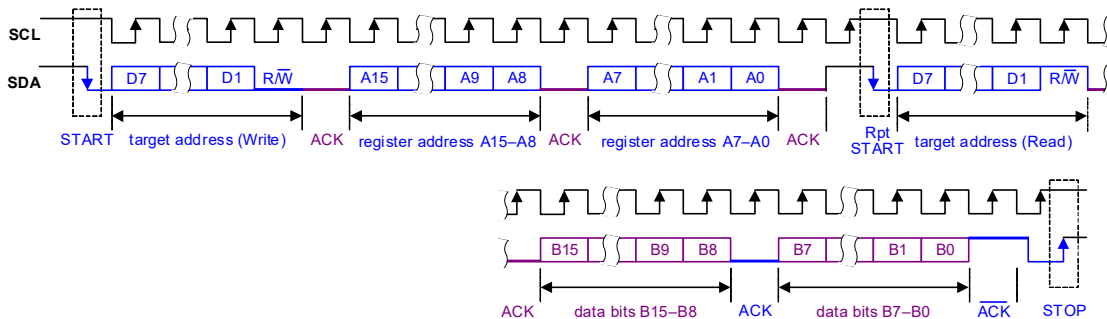 SCL
SDA
D7 D1 R/W̅ A15 A9 A8 A7 A1 A0 D7 D1 R/W̅
START target address (Write) ACK register address A15–A8 ACK register address A7–A0 ACK Rpt START target address (Read)
B15 B9 B8 B7 B1 B0
ACK data bits B15–B8 ACK data bits B7–B0 A̅C̅K̅ STOP